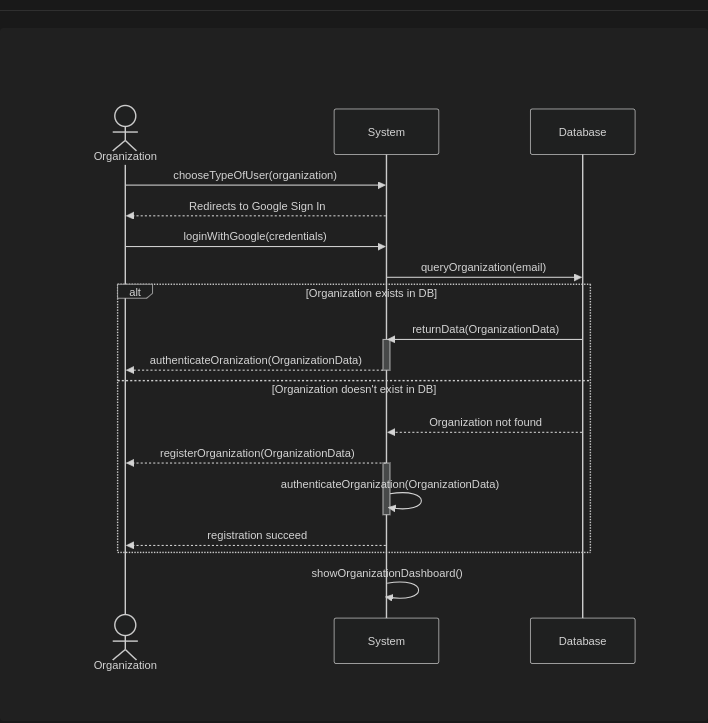 System
Database
Organization
chooseTypeOfUser(organization)
Redirects to Google Sign In
loginWithGoogle(credentials)
queryOrganization(email)
alt
[Organization exists in DB]
returnData(OrganizationData)
authenticateOranization(OrganizationData)
[Organization doesn't exist in DB]
Organization not found
registerOrganization(OrganizationData)
authenticateOrganization(OrganizationData)
registration succeed
showOrganizationDashboard()
System
Database
Organization